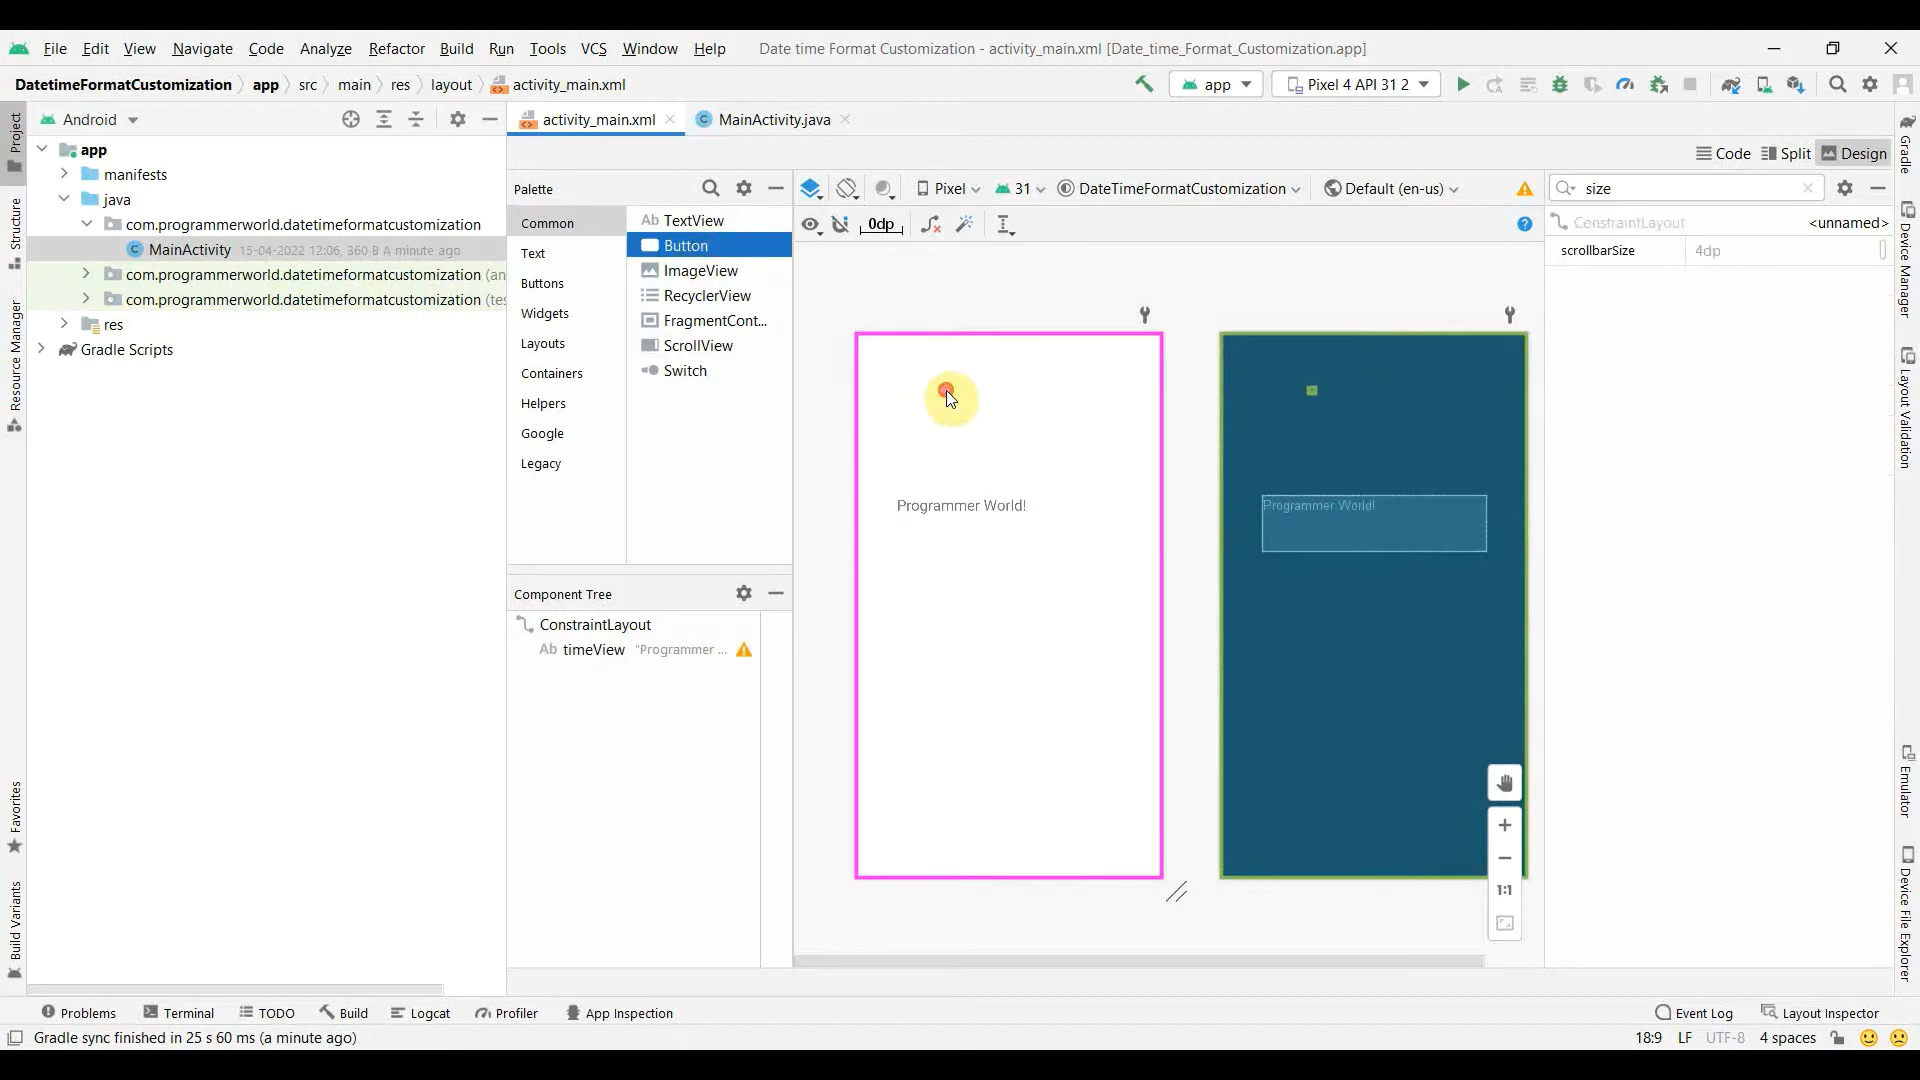 File Edit View Navigate Code Analyze Refactor Build Run Tools VCS Window Help Date time Format Customization - activity_main.xml [Date_time_Format_Customization.app]
DatetimeFormatCustomization app src main res layout activity_main.xml app Pixel 4 API 31 2
Android
activity_main.xml MainActivity.java
Project
Structure
Resource Manager
Favorites
Build Variants
app
manifests
java
com.programmerworld.datetimeformatcustomization
MainActivity 15-04-2022 12:06, 360 B A minute ago
com.programmerworld.datetimeformatcustomization (an
com.programmerworld.datetimeformatcustomization (tes
res
Gradle Scripts
Code Split Design
Palette
Common
Text
Buttons
Widgets
Layouts
Containers
Helpers
Google
Legacy
Ab TextView
Button
ImageView
RecyclerView
FragmentCont...
ScrollView
Switch
Component Tree
ConstraintLayout
Ab timeView "Programmer ...
Pixel 31 DateTimeFormatCustomization Default (en-us)
0dp
Programmer World!
Programmer World!
1:1
size
ConstraintLayout <unnamed>
scrollbarSize 4dp
Gradle
Device Manager
Layout Validation
Emulator
Device File Explorer
Problems Terminal TODO Build Logcat Profiler App Inspection Event Log Layout Inspector
Gradle sync finished in 25 s 60 ms (a minute ago) 18:9 LF UTF-8 4 spaces